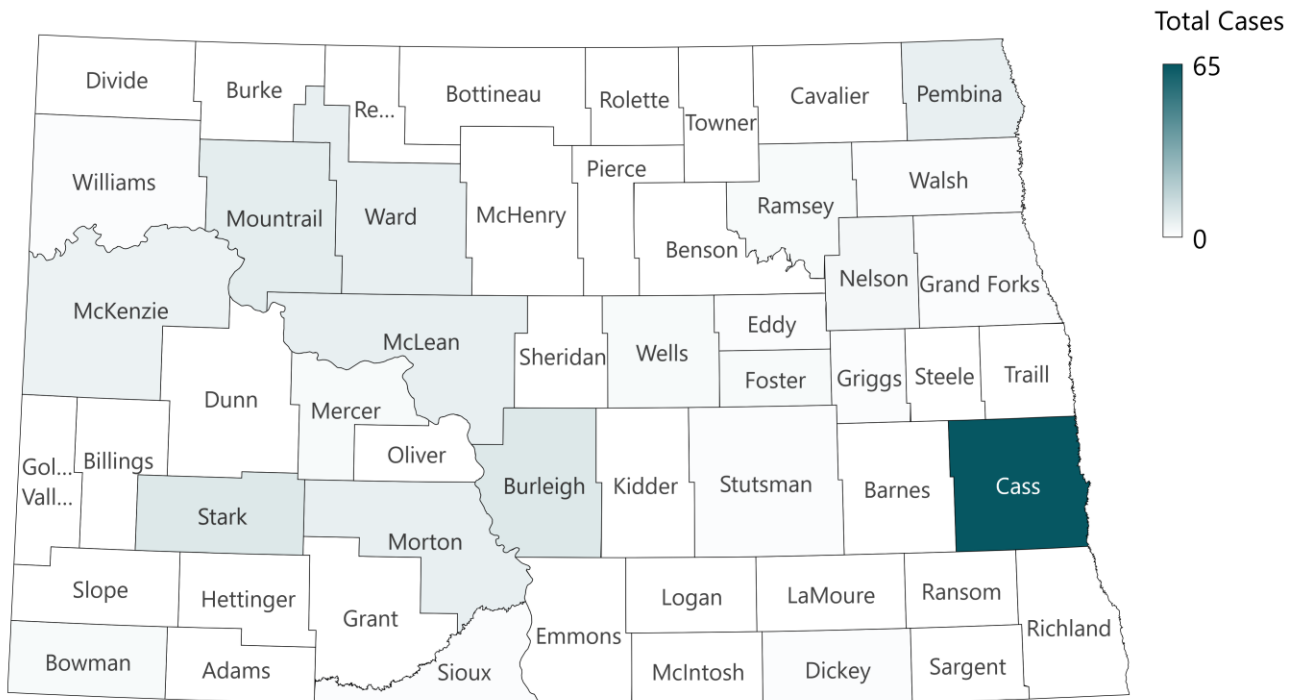 Total Cases
65
0
Divide
Burke
Re...
Bottineau
Rolette
Towner
Cavalier
Pembina
Williams
Mountrail
Ward
McHenry
Pierce
Benson
Ramsey
Walsh
Nelson
Grand Forks
McKenzie
McLean
Sheridan
Wells
Eddy
Foster
Griggs
Steele
Traill
Dunn
Mercer
Oliver
Gol...
Vall...
Billings
Stark
Morton
Burleigh
Kidder
Stutsman
Barnes
Cass
Slope
Hettinger
Grant
Emmons
Logan
LaMoure
Ransom
Richland
Bowman
Adams
Sioux
McIntosh
Dickey
Sargent